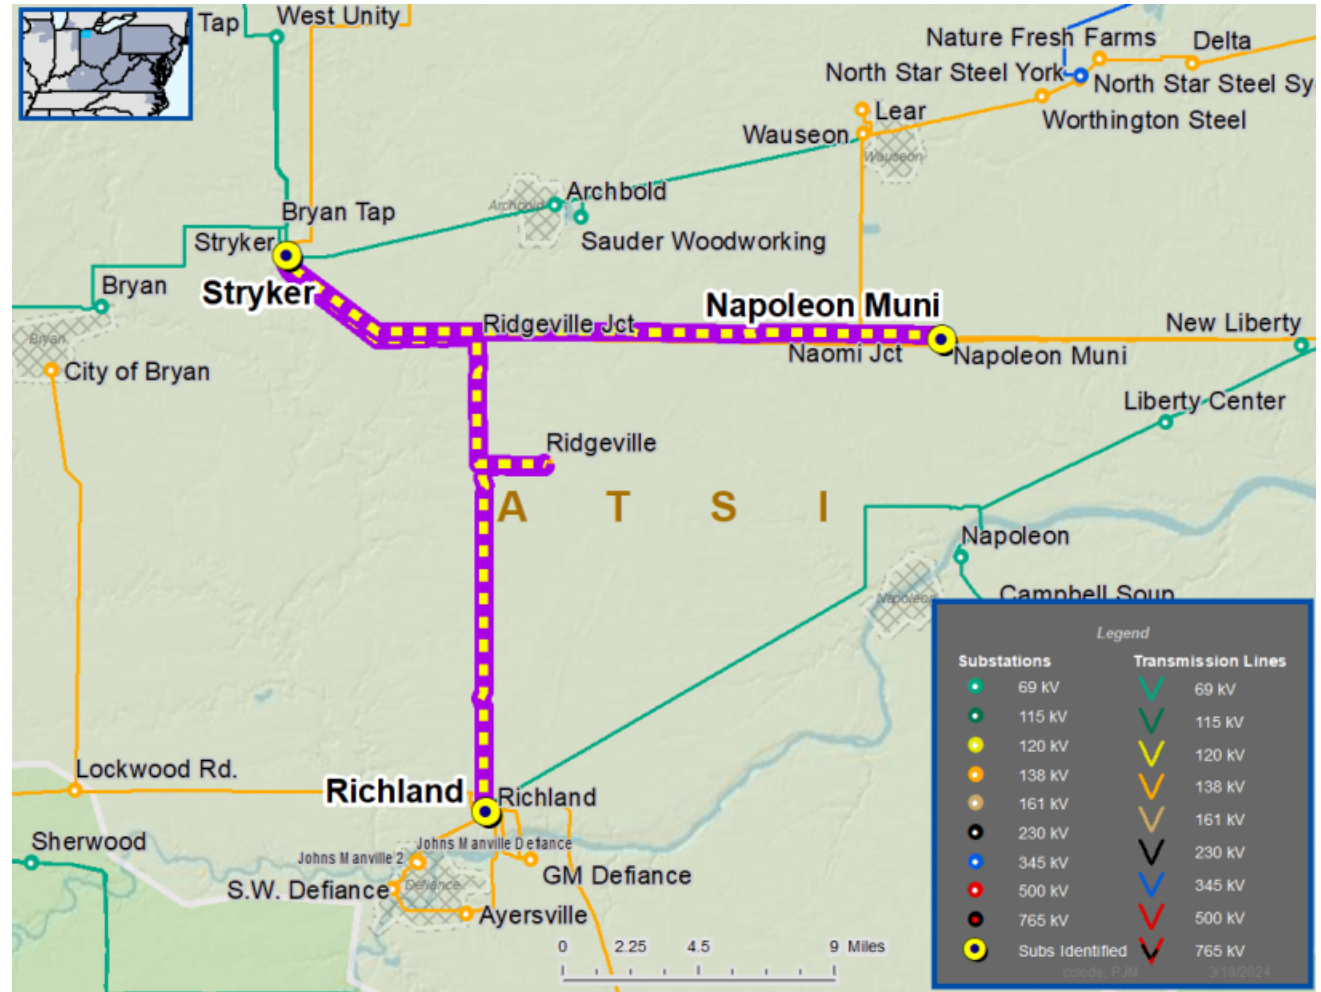 Tap
West Unity
Nature Fresh Farms
Delta
North Star Steel York
North Star Steel Sy
Lear
Worthington Steel
Wauseon
Wauseon
Archbold
Archbold
Bryan Tap
Stryker
Sauder Woodworking
Bryan
Stryker
Napoleon Muni
Ridgeville Jct
New Liberty
Bryan
Naomi Jct
Napoleon Muni
City of Bryan
Liberty Center
Ridgeville
A T S I
Napoleon
Napoleon
Campbell Soup
Lockwood Rd.
Richland
Richland
Sherwood
Johns Manville Defiance
Johns Manville 2
S.W. Defiance
Defiance
GM Defiance
Ayersville
0 2.25 4.5 9 Miles
Legend
Substations Transmission Lines
69 kV 69 kV
115 kV 115 kV
120 kV 120 kV
138 kV 138 kV
161 kV 161 kV
230 kV 230 kV
345 kV 345 kV
500 kV 500 kV
765 kV 765 kV
Subs Identified
colode, PJM 3/18/2024